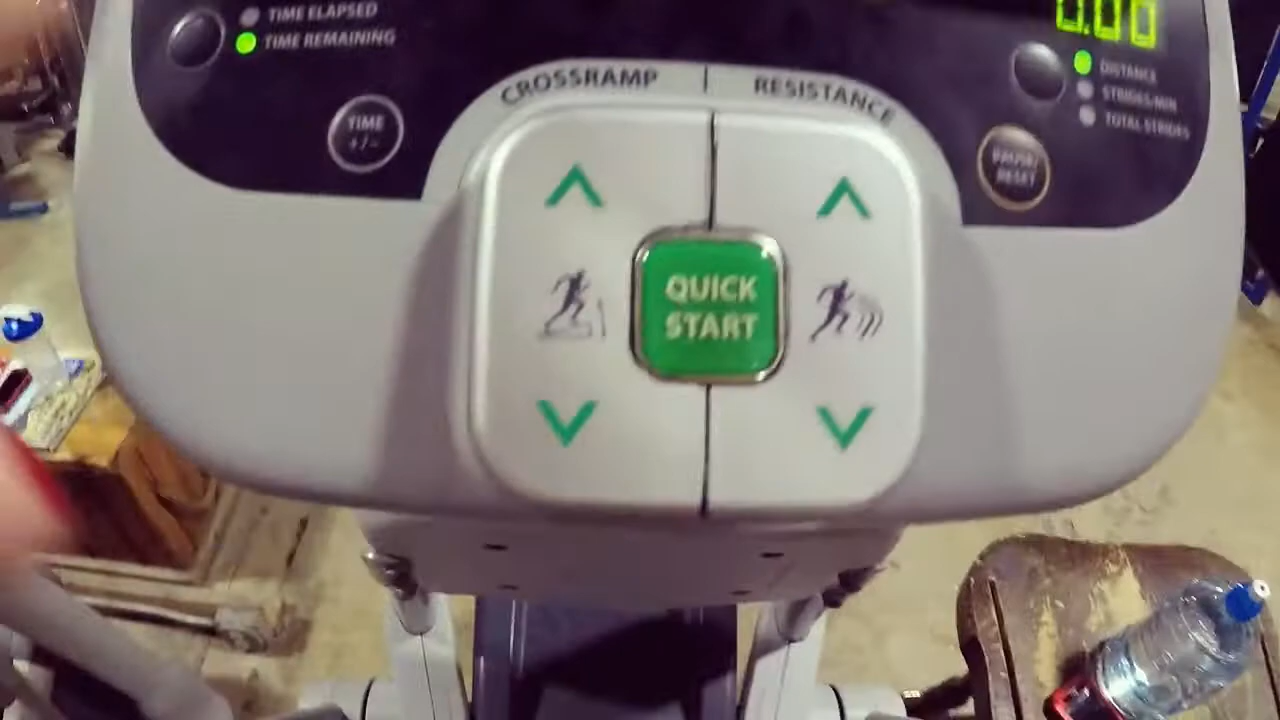 TIME ELAPSED
TIME REMAINING
TIME
+/-
CROSSRAMP
RESISTANCE
QUICK
START
0.00
DISTANCE
STRIDES/MIN
TOTAL STRIDES
PAUSE/
RESET